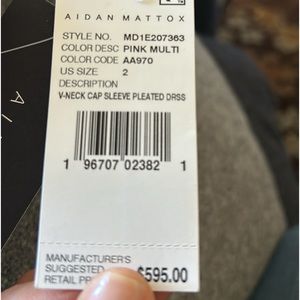 AIDAN MATTOX
STYLE NO. MD1E207363
COLOR DESC PINK MULTI
COLOR CODE AA970
US SIZE 2
DESCRIPTION
V-NECK CAP SLEEVE PLEATED DRSS
1 96707 02382 1
MANUFACTURER'S
SUGGESTED
RETAIL $595.00